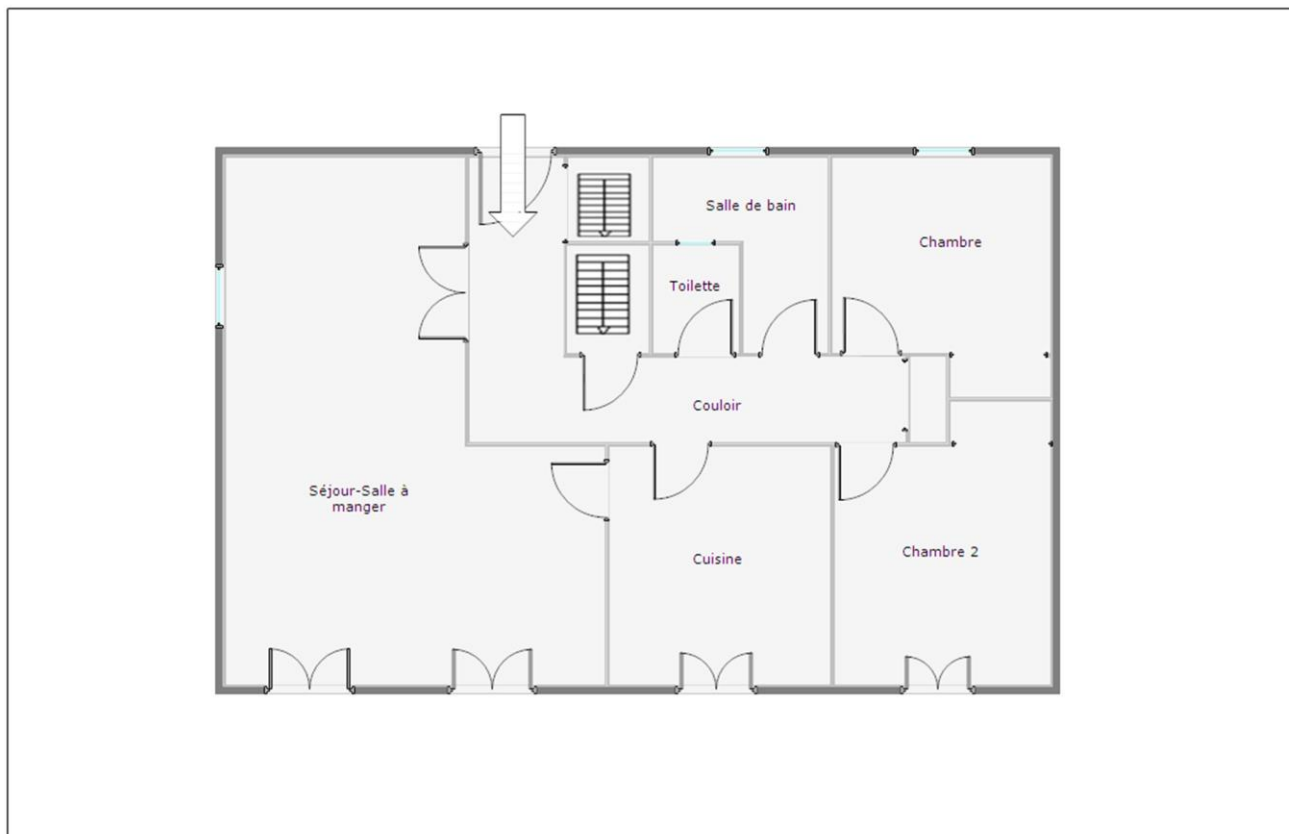 Salle de bain
Chambre
Toilette
Couloir
Séjour-Salle à
manger
Cuisine
Chambre 2